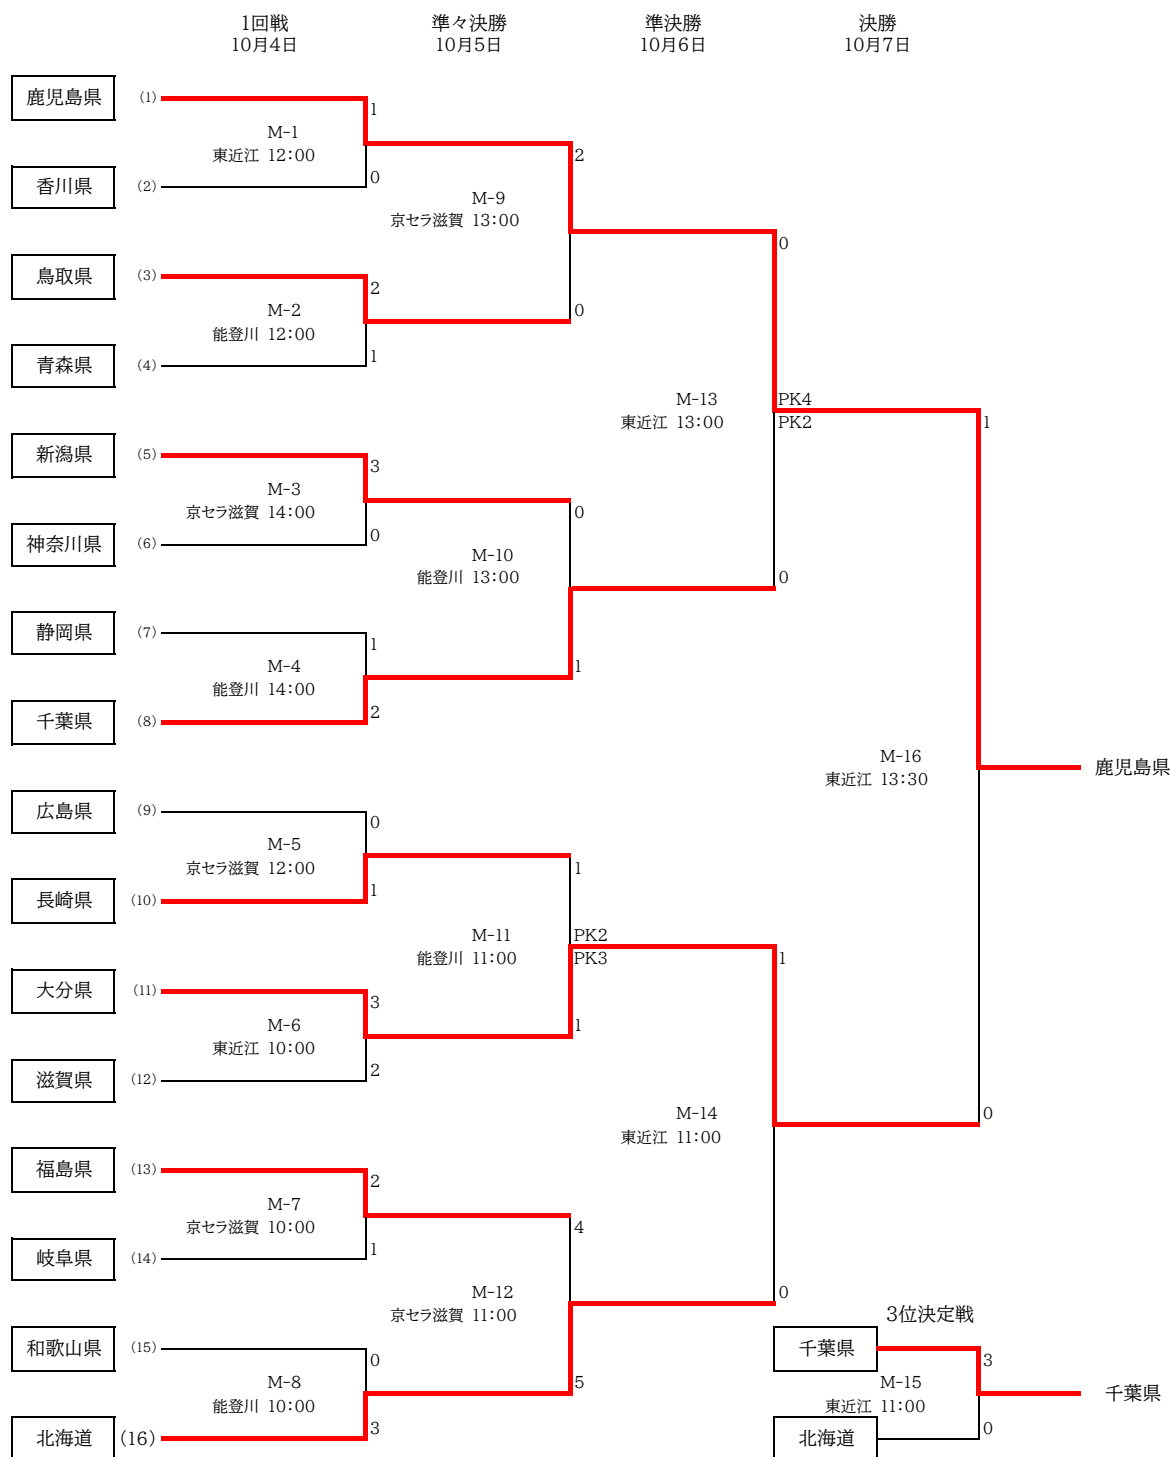 1回戦 準々決勝 準決勝 決勝
10月4日 10月5日 10月6日 10月7日
鹿児島県 (1)
1
M-1
東近江 12:00
2
0
香川県 (2)
M-9
京セラ滋賀 13:00
0
鳥取県 (3)
2
M-2
能登川 12:00
0
1
青森県 (4)
M-13
東近江 13:00
PK4
PK2
1
新潟県 (5)
3
M-3
京セラ滋賀 14:00
0
0
神奈川県 (6)
M-10
能登川 13:00
0
静岡県 (7)
1
M-4
能登川 14:00
1
2
千葉県 (8)
M-16
東近江 13:30
鹿児島県
広島県 (9)
0
M-5
京セラ滋賀 12:00
1
1
長崎県 (10)
M-11
能登川 11:00
PK2
PK3
1
大分県 (11)
3
M-6
東近江 10:00
1
2
滋賀県 (12)
M-14
東近江 11:00
0
福島県 (13)
2
M-7
京セラ滋賀 10:00
4
1
岐阜県 (14)
M-12
京セラ滋賀 11:00
0
3位決定戦
和歌山県 (15)
0
M-8
能登川 10:00
5
3
北海道 (16)
千葉県
3
M-15
東近江 11:00
千葉県
0
北海道